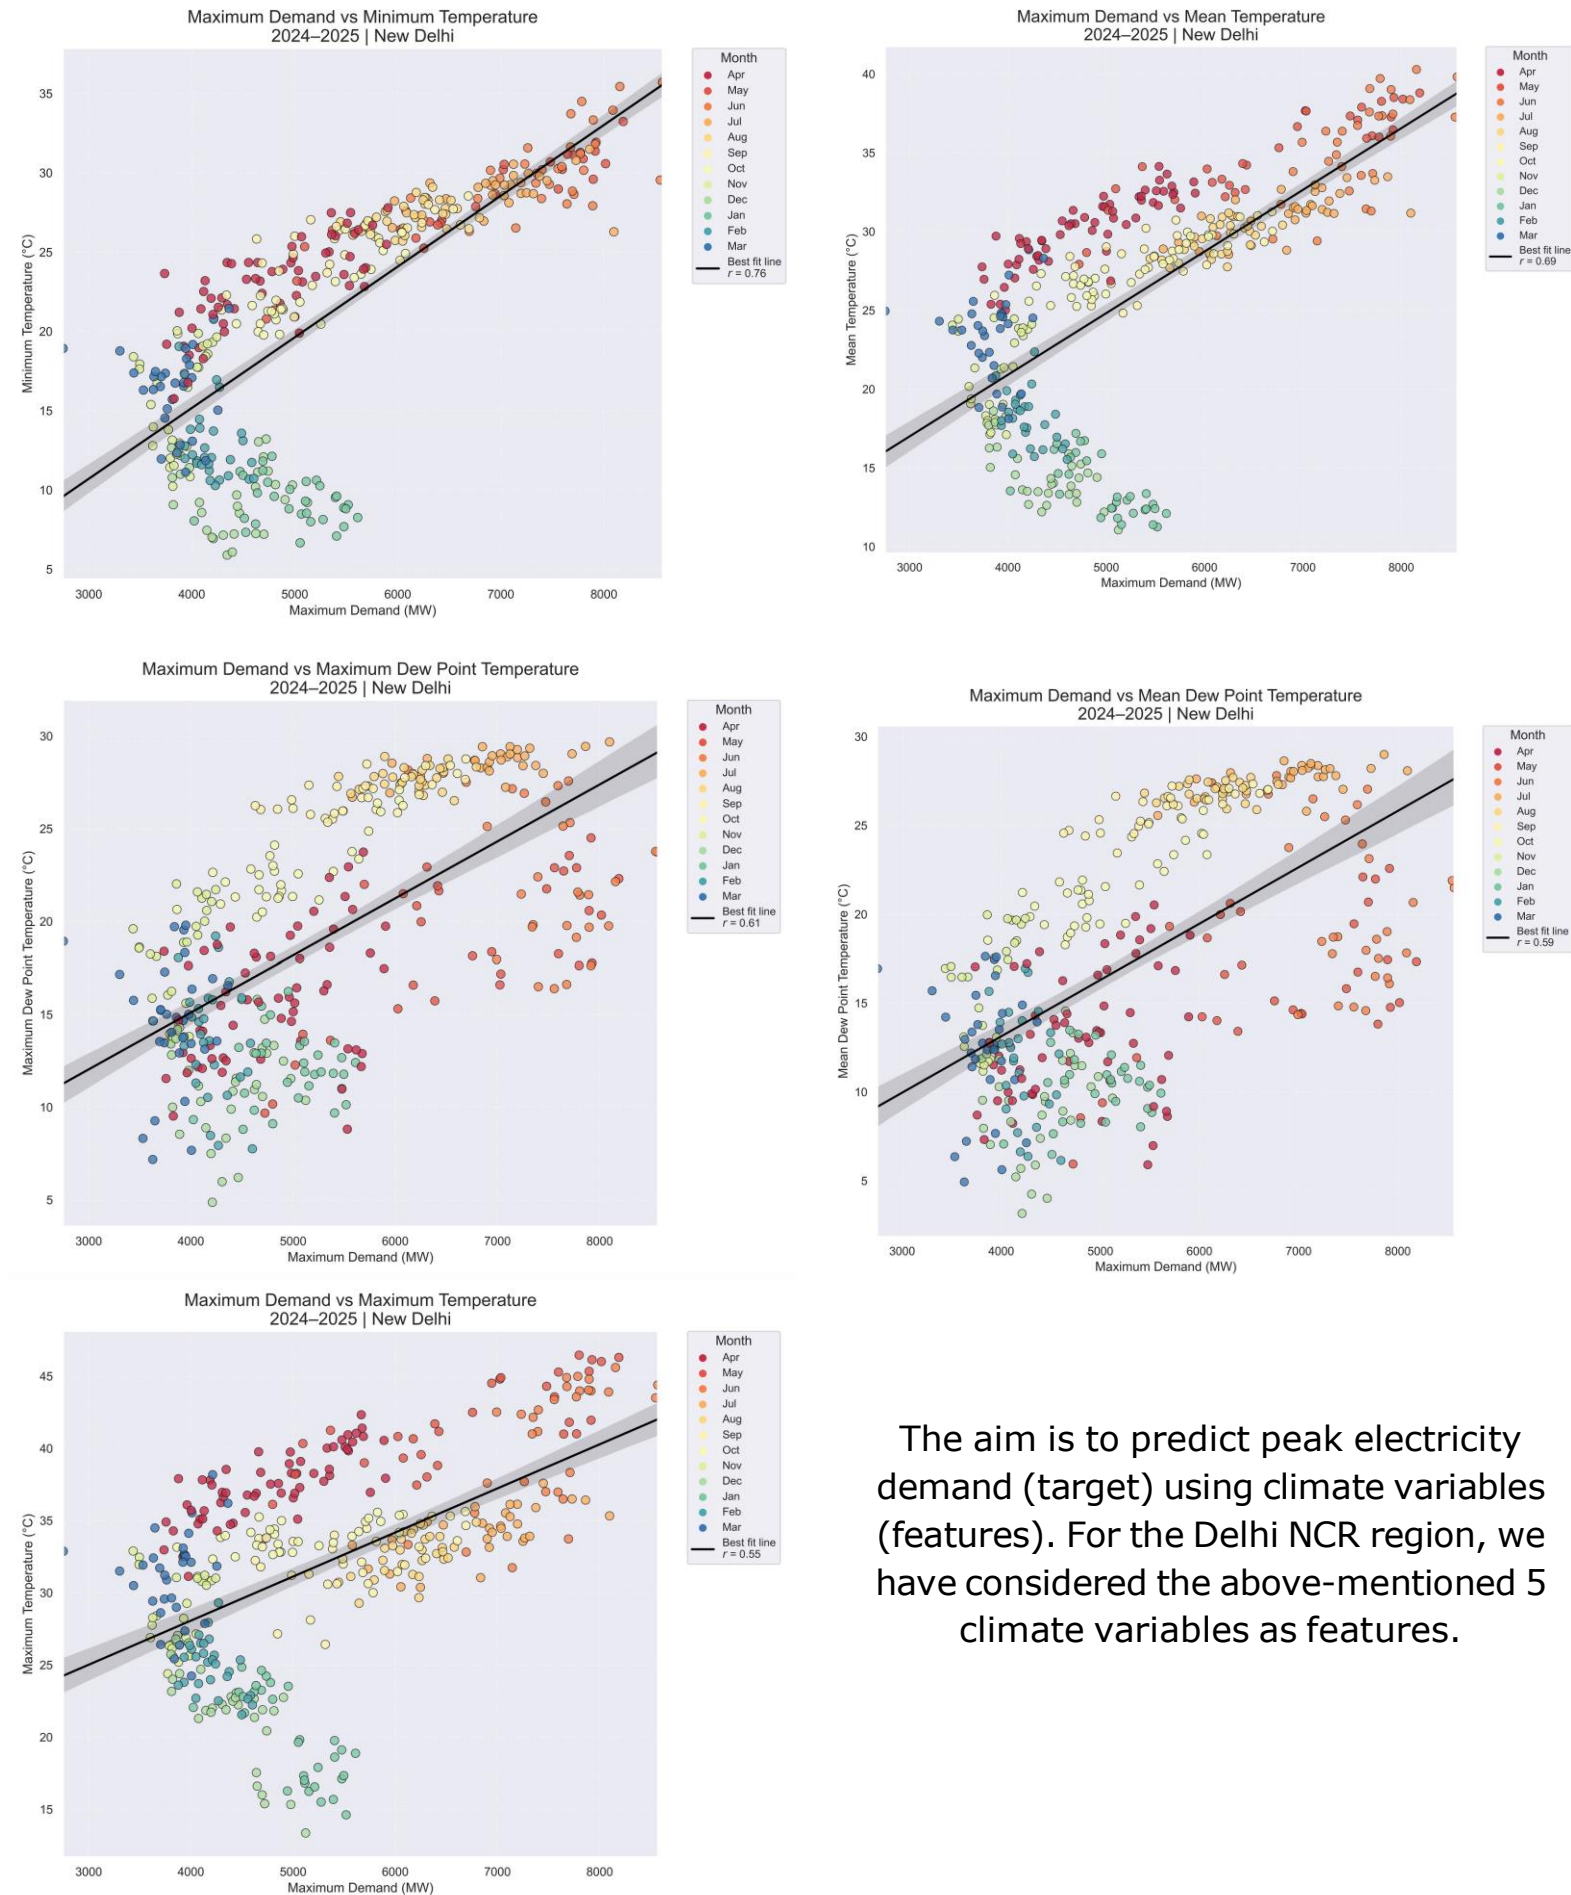 Maximum Demand vs Minimum Temperature
2024–2025 | New Delhi
Minimum Temperature (°C)
35
30
25
20
15
10
5
3000 4000 5000 6000 7000 8000
Maximum Demand (MW)
Month
Apr
May
Jun
Jul
Aug
Sep
Oct
Nov
Dec
Jan
Feb
Mar
Best fit line
r = 0.76
Maximum Demand vs Mean Temperature
2024–2025 | New Delhi
Mean Temperature (°C)
40
35
30
25
20
15
10
3000 4000 5000 6000 7000 8000
Maximum Demand (MW)
Month
Apr
May
Jun
Jul
Aug
Sep
Oct
Nov
Dec
Jan
Feb
Mar
Best fit line
r = 0.69
Maximum Demand vs Maximum Dew Point Temperature
2024–2025 | New Delhi
Maximum Dew Point Temperature (°C)
30
25
20
15
10
5
3000 4000 5000 6000 7000 8000
Maximum Demand (MW)
Month
Apr
May
Jun
Jul
Aug
Sep
Oct
Nov
Dec
Jan
Feb
Mar
Best fit line
r = 0.61
Maximum Demand vs Mean Dew Point Temperature
2024–2025 | New Delhi
Mean Dew Point Temperature (°C)
30
25
20
15
10
5
3000 4000 5000 6000 7000 8000
Maximum Demand (MW)
Month
Apr
May
Jun
Jul
Aug
Sep
Oct
Nov
Dec
Jan
Feb
Mar
Best fit line
r = 0.59
Maximum Demand vs Maximum Temperature
2024–2025 | New Delhi
Maximum Temperature (°C)
45
40
35
30
25
20
15
3000 4000 5000 6000 7000 8000
Maximum Demand (MW)
Month
Apr
May
Jun
Jul
Aug
Sep
Oct
Nov
Dec
Jan
Feb
Mar
Best fit line
r = 0.55
The aim is to predict peak electricity
demand (target) using climate variables
(features). For the Delhi NCR region, we
have considered the above-mentioned 5
climate variables as features.